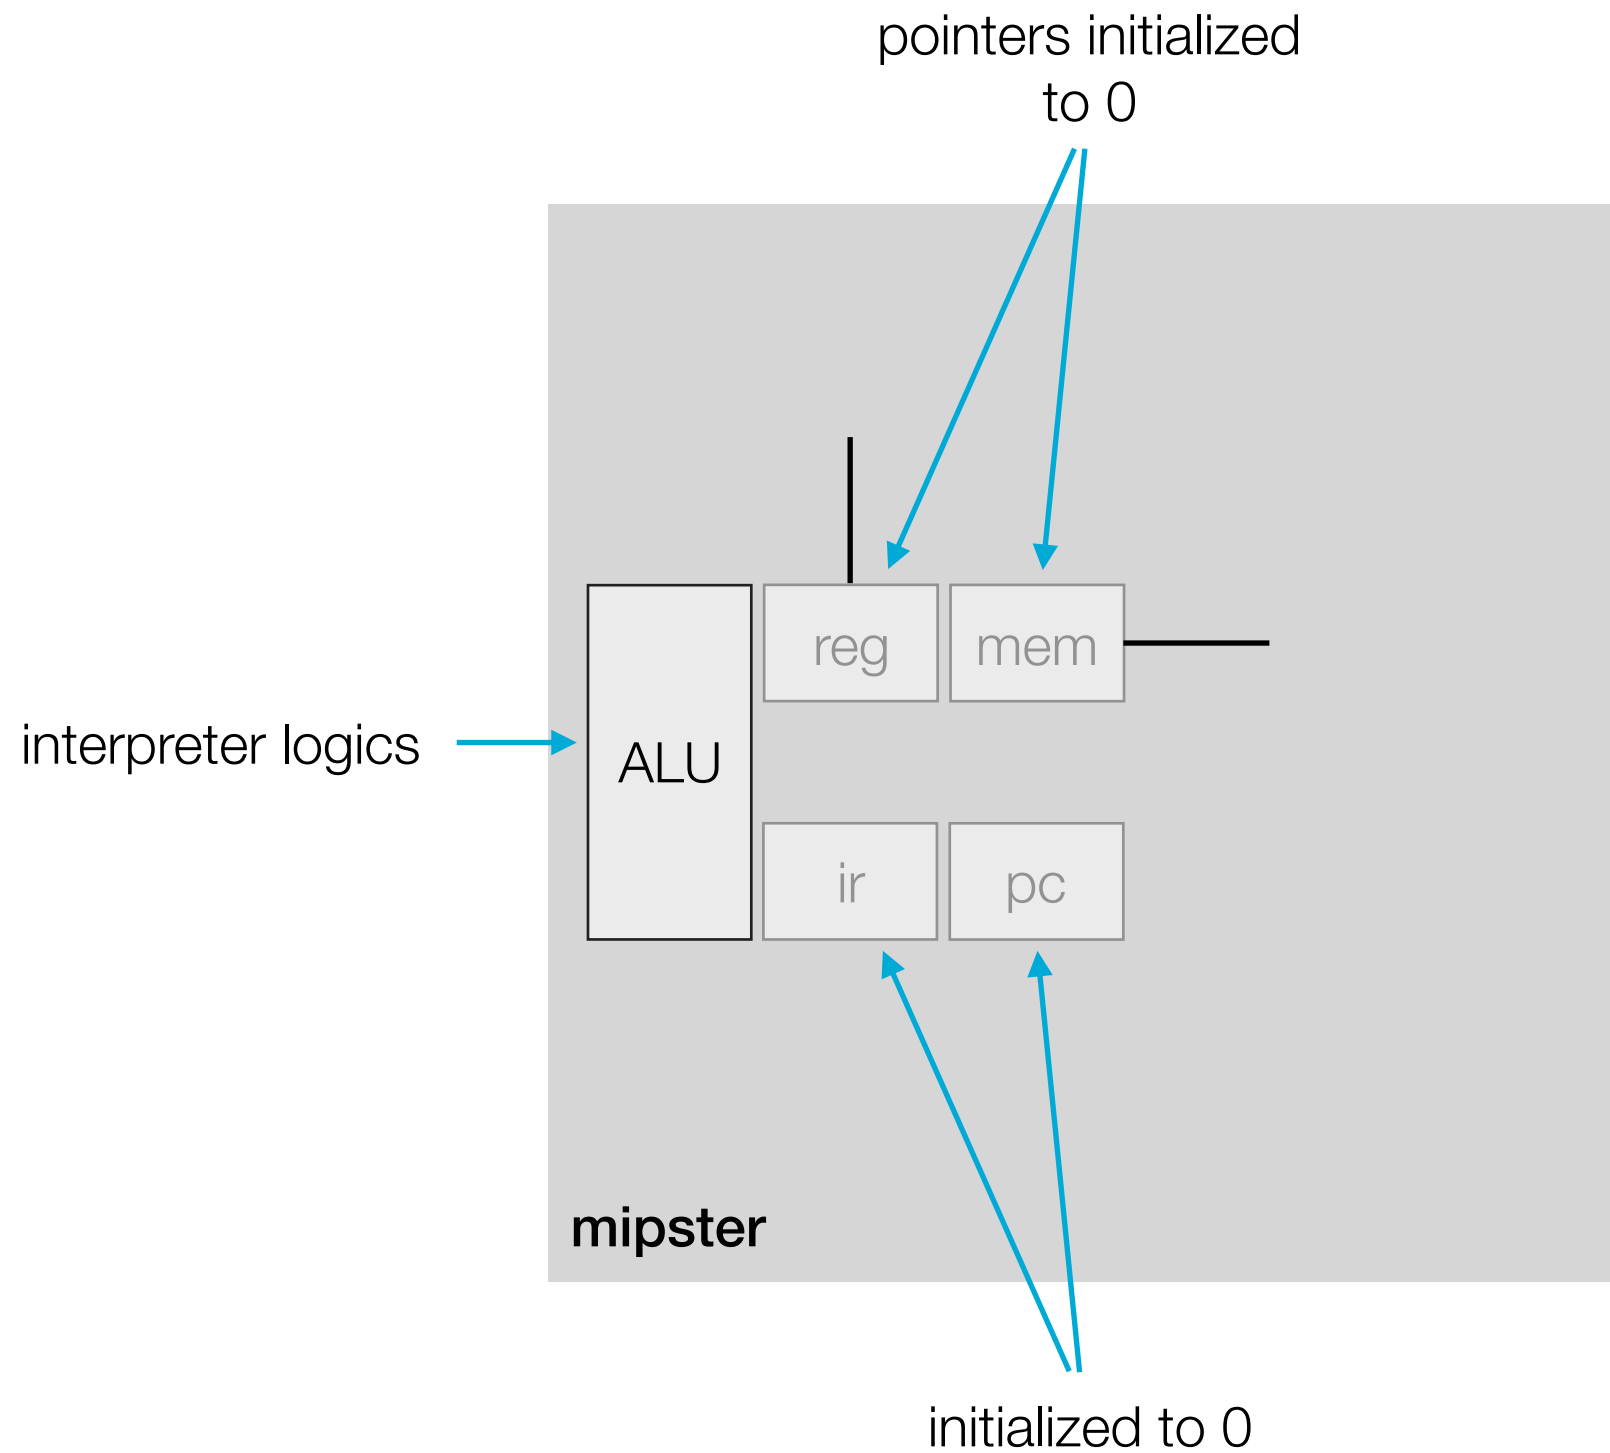 pointers initialized
to 0
reg
mem
interpreter logics
ALU
ir
pc
mipster
initialized to 0